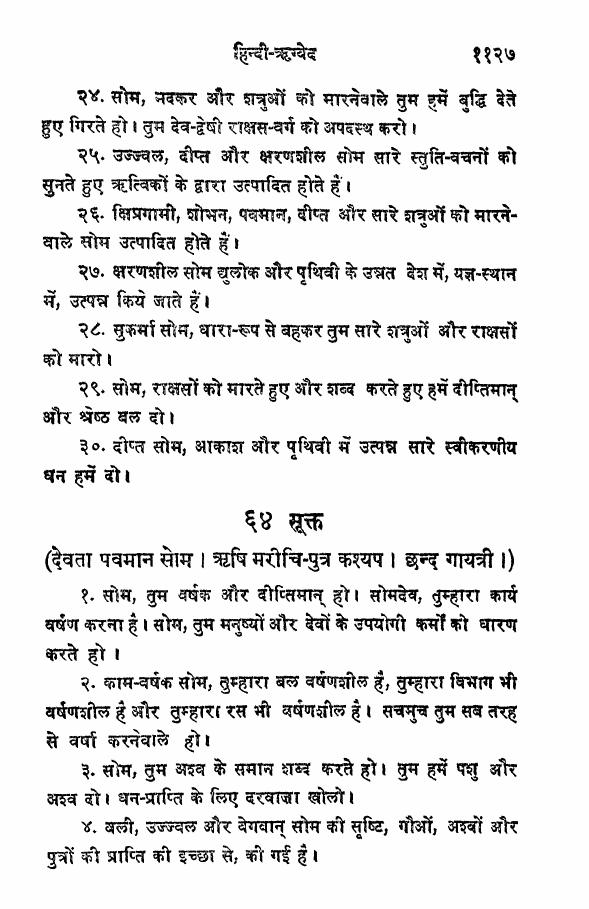 हिन्दी-ऋग्वेद ११२७
२४. सोम, मदकर और शत्रुओं को मारनेवाले तुम हमें बुद्धि देते
हुए गिरते हो। तुम देव-द्वेषी राक्षस-वर्ग को अपदस्थ करो।
२५. उज्ज्वल, दीप्त और क्षरणशील सोम सारे स्तुति-वचनों को
सुनते हुए ऋत्विकों के द्वारा उत्पादित होते हैं।
२६. क्षिप्रगामी, शोभन, पवमान, दीप्त और सारे शत्रुओं को मारने-
वाले सोम उत्पादित होते हैं।
२७. क्षरणशील सोम द्युलोक और पृथिवी के उन्नत देश में, यज्ञ-स्थान
में, उत्पन्न किये जाते हैं।
२८. सुकर्मा सोम, धारा-रूप से बहकर तुम सारे शत्रुओं और राक्षसों
को मारो।
२९. सोम, राक्षसों को मारते हुए और शब्द करते हुए हमें दीप्तिमान्
और श्रेष्ठ बल दो।
३०. दीप्त सोम, आकाश और पृथिवी में उत्पन्न सारे स्वीकरणीय
धन हमें दो।
६४ सूक्त
(देवता पवमान सोम। ऋषि मरीचि-पुत्र कश्यप। छन्द गायत्री।)
१. सोम, तुम वर्षक और दीप्तिमान् हो। सोमदेव, तुम्हारा कार्य
वर्षण करना है। सोम, तुम मनुष्यों और देवों के उपयोगी कर्मों को धारण
करते हो।
२. काम-वर्षक सोम, तुम्हारा बल वर्षणशील है, तुम्हारा विभाग भी
वर्षणशील है और तुम्हारा रस भी वर्षणशील है। सचमुच तुम सब तरह
से वर्षा करनेवाले हो।
३. सोम, तुम अश्व के समान शब्द करते हो। तुम हमें पशु और
अश्व दो। धन-प्राप्ति के लिए दरवाजा खोलो।
४. बली, उज्ज्वल और वेगवान् सोम की सृष्टि, गौओं, अश्वों और
पुत्रों की प्राप्ति की इच्छा से, की गई है।